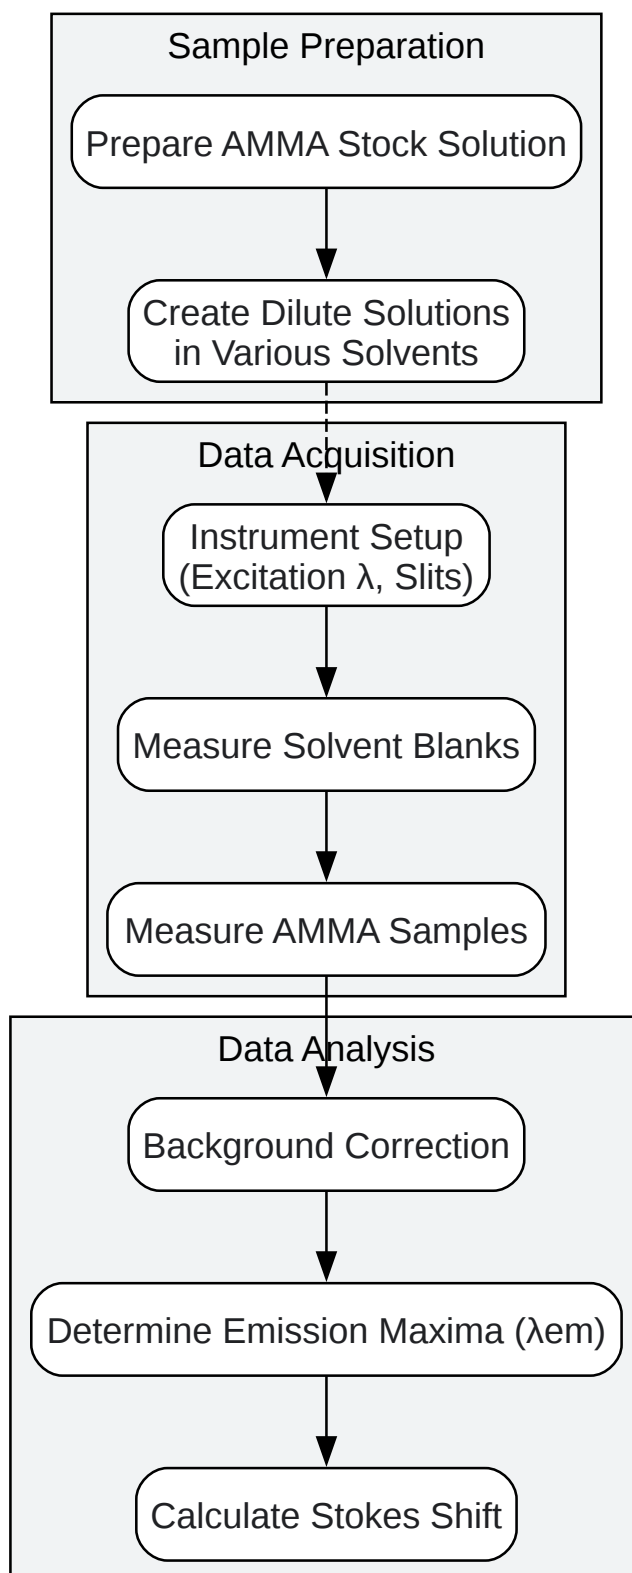 Sample Preparation
Prepare AMMA Stock Solution
Create Dilute Solutions
in Various Solvents
Data Acquisition
Instrument Setup
(Excitation λ, Slits)
Measure Solvent Blanks
Measure AMMA Samples
Data Analysis
Background Correction
Determine Emission Maxima (λem)
Calculate Stokes Shift